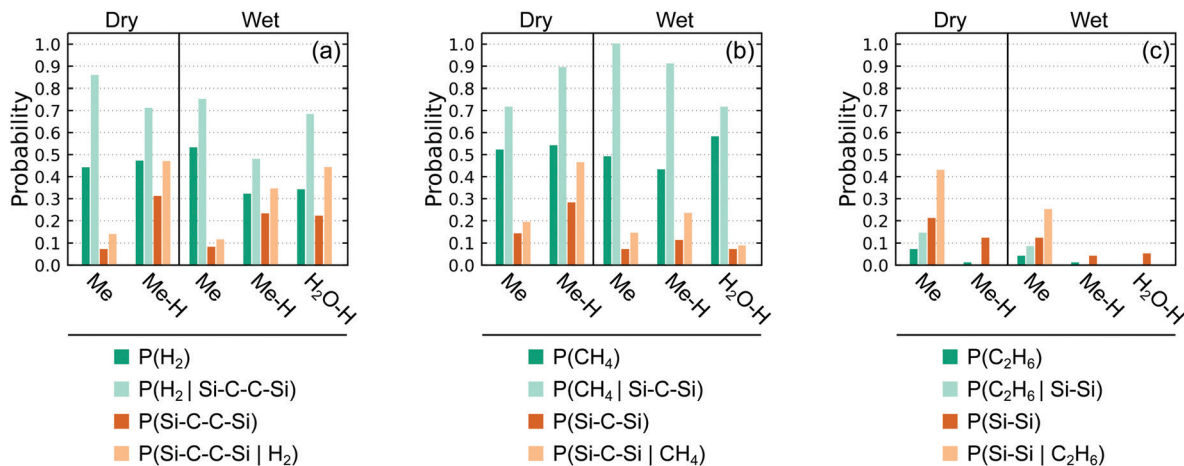 Dry Wet
(a)
Probability
1.0
0.9
0.8
0.7
0.6
0.5
0.4
0.3
0.2
0.1
0.0
Me Me-H Me Me-H H₂O-H
P(H₂)
P(H₂ | Si-C-C-Si)
P(Si-C-C-Si)
P(Si-C-C-Si | H₂)
Dry Wet
(b)
Probability
1.0
0.9
0.8
0.7
0.6
0.5
0.4
0.3
0.2
0.1
0.0
Me Me-H Me Me-H H₂O-H
P(CH₄)
P(CH₄ | Si-C-Si)
P(Si-C-Si)
P(Si-C-Si | CH₄)
Dry Wet
(c)
Probability
1.0
0.9
0.8
0.7
0.6
0.5
0.4
0.3
0.2
0.1
0.0
Me Me-H Me Me-H H₂O-H
P(C₂H₆)
P(C₂H₆ | Si-Si)
P(Si-Si)
P(Si-Si | C₂H₆)